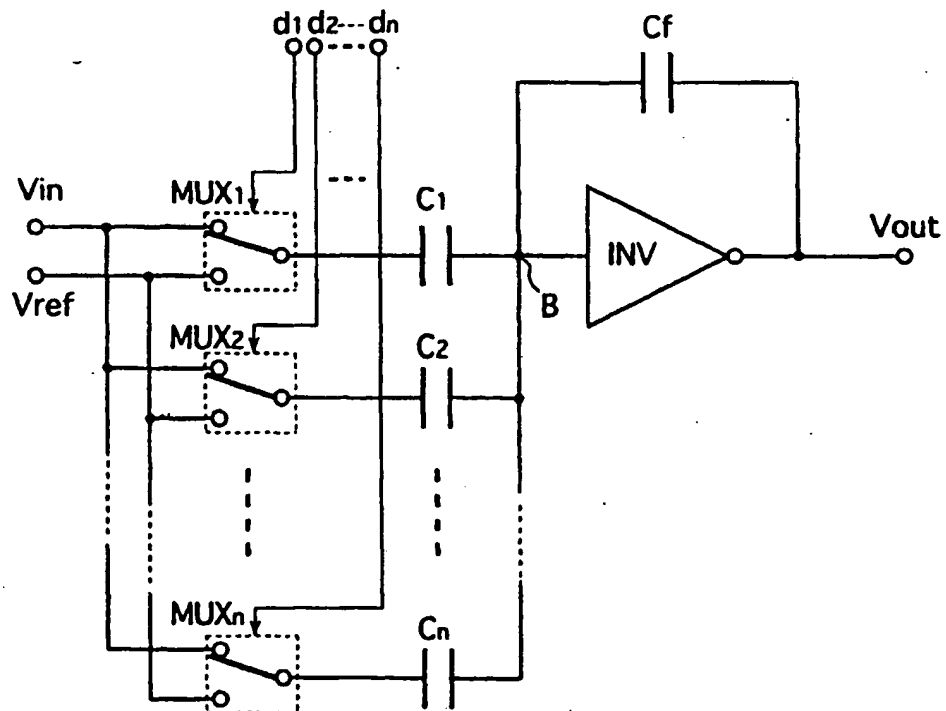 d1 d2---dn
Cf
Vin
MUX1
C1
INV
Vout
Vref
B
MUX2
C2
MUXn
Cn